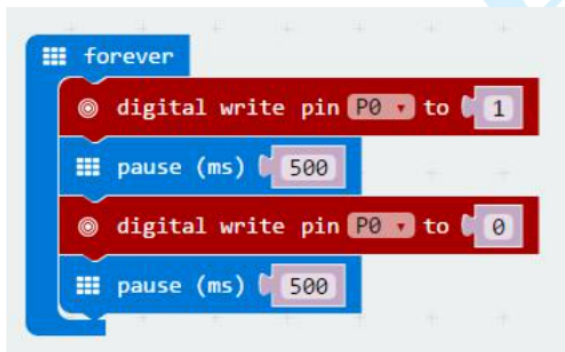 forever
digital write pin P0 to 1
pause (ms) 500
digital write pin P0 to 0
pause (ms) 500